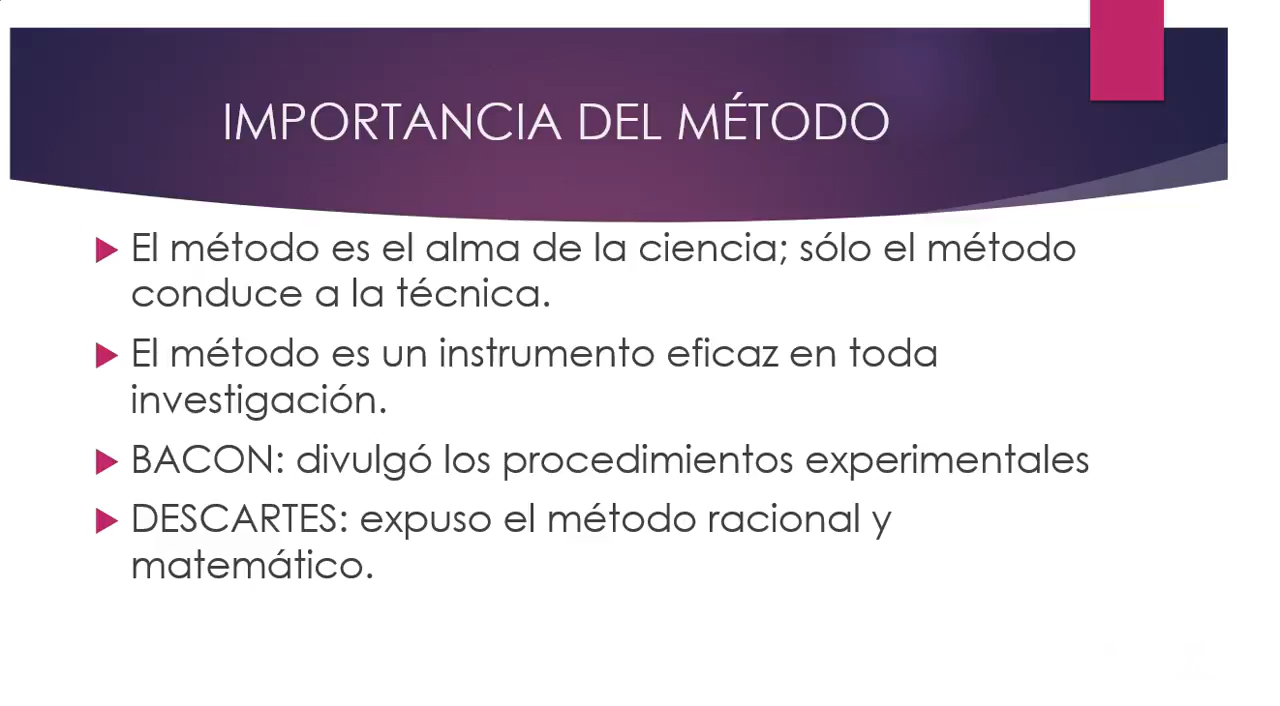 IMPORTANCIA DEL MÉTODO
El método es el alma de la ciencia; sólo el método
conduce a la técnica.
El método es un instrumento eficaz en toda
investigación.
BACON: divulgó los procedimientos experimentales
DESCARTES: expuso el método racional y
matemático.